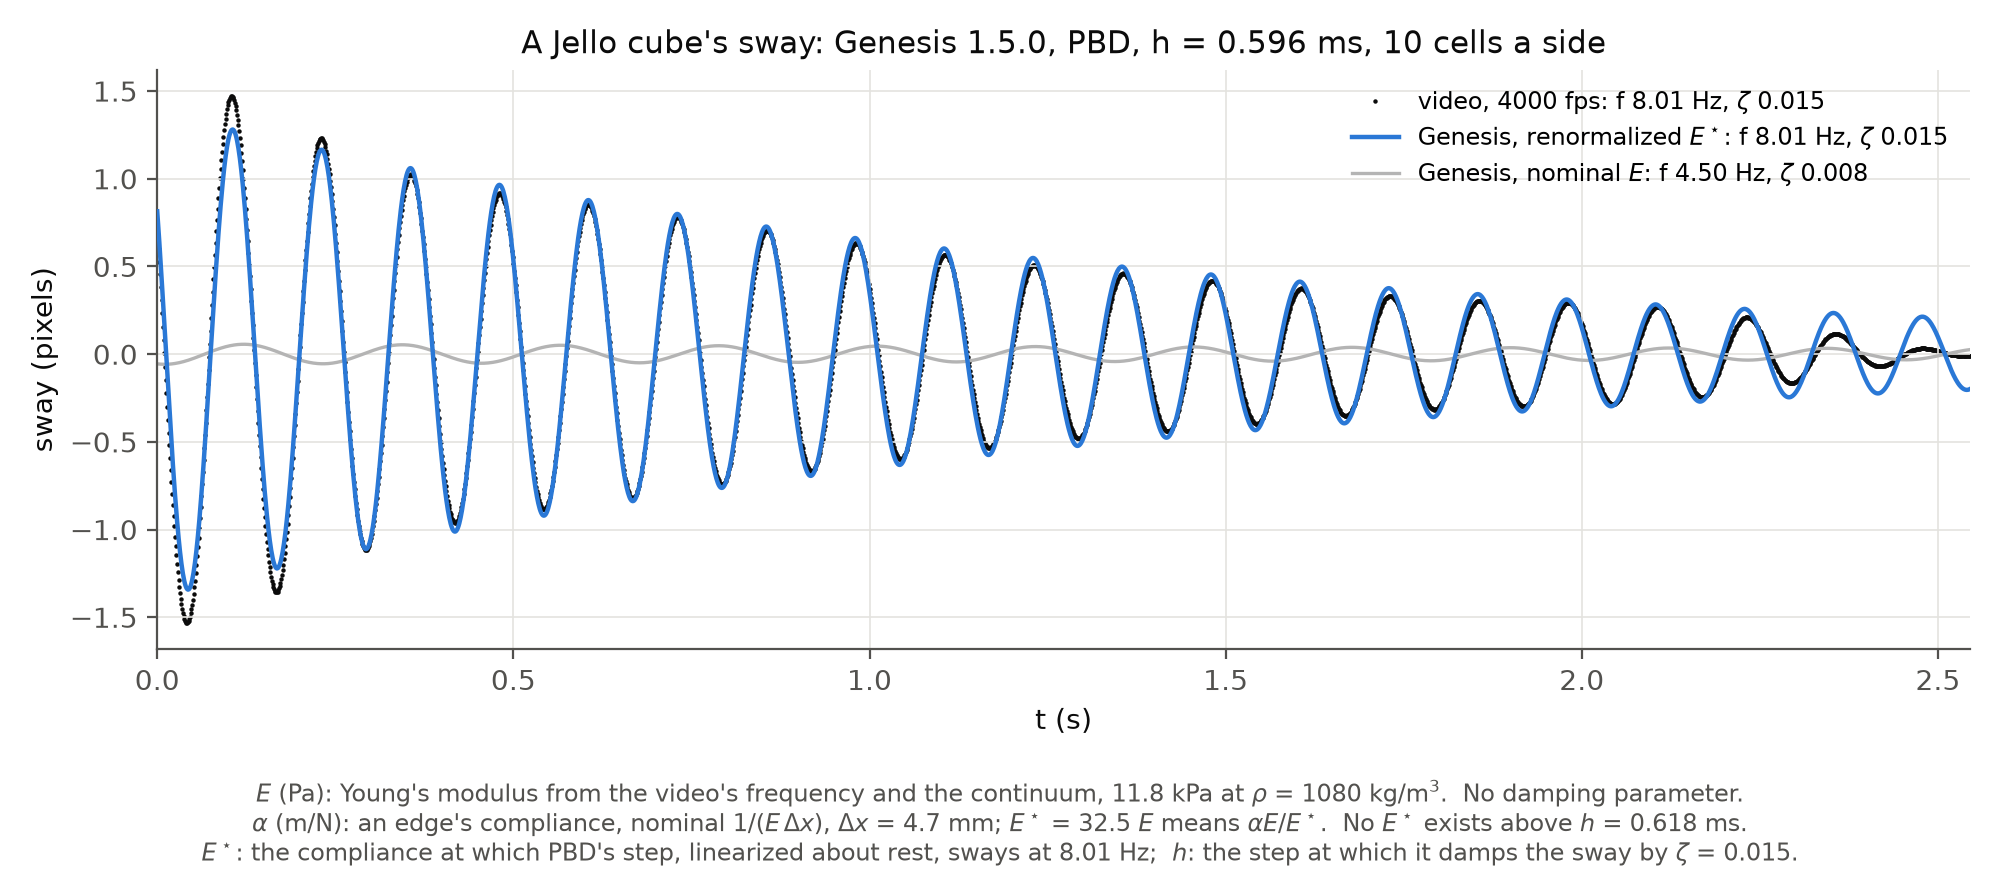 A Jello cube's sway: Genesis 1.5.0, PBD, h = 0.596 ms, 10 cells a side
video, 4000 fps: f 8.01 Hz, ζ 0.015
Genesis, renormalized E⋆: f 8.01 Hz, ζ 0.015
Genesis, nominal E: f 4.50 Hz, ζ 0.008
sway (pixels)
1.5
1.0
0.5
0.0
−0.5
−1.0
−1.5
0.0 0.5 1.0 1.5 2.0 2.5
t (s)
E (Pa): Young's modulus from the video's frequency and the continuum, 11.8 kPa at ρ = 1080 kg/m³. No damping parameter.
α (m/N): an edge's compliance, nominal 1/(E Δx), Δx = 4.7 mm; E⋆ = 32.5 E means αE/E⋆. No E⋆ exists above h = 0.618 ms.
E⋆: the compliance at which PBD's step, linearized about rest, sways at 8.01 Hz; h: the step at which it damps the sway by ζ = 0.015.